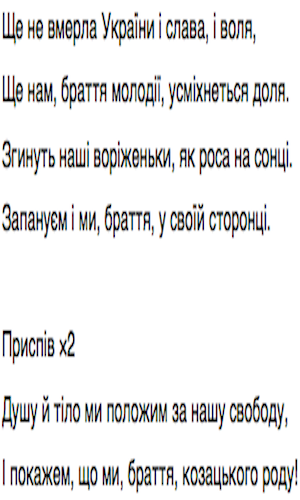 Ще не вмерла України і слава, і воля,
Ще нам, браття молодії, усміхнеться доля.
Згинуть наші воріженьки, як роса на сонці.
Запануєм і ми, браття, у своїй сторонці.
Приспів x2
Душу й тіло ми положим за нашу свободу,
І покажем, що ми, браття, козацького роду!